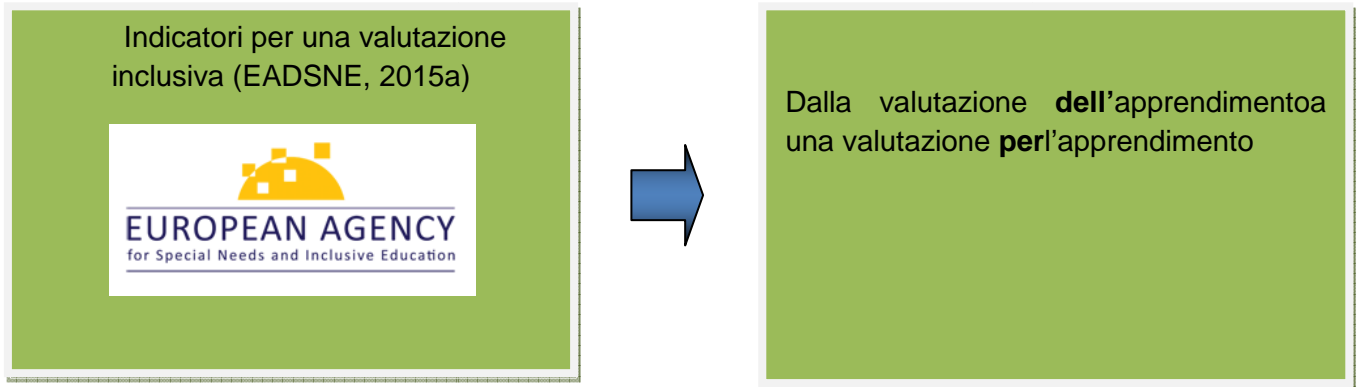 Indicatori per una valutazione
inclusiva (EADSNE, 2015a)
EUROPEAN AGENCY
for Special Needs and Inclusive Education
Dalla valutazione dell’apprendimentoa
una valutazione perl’apprendimento